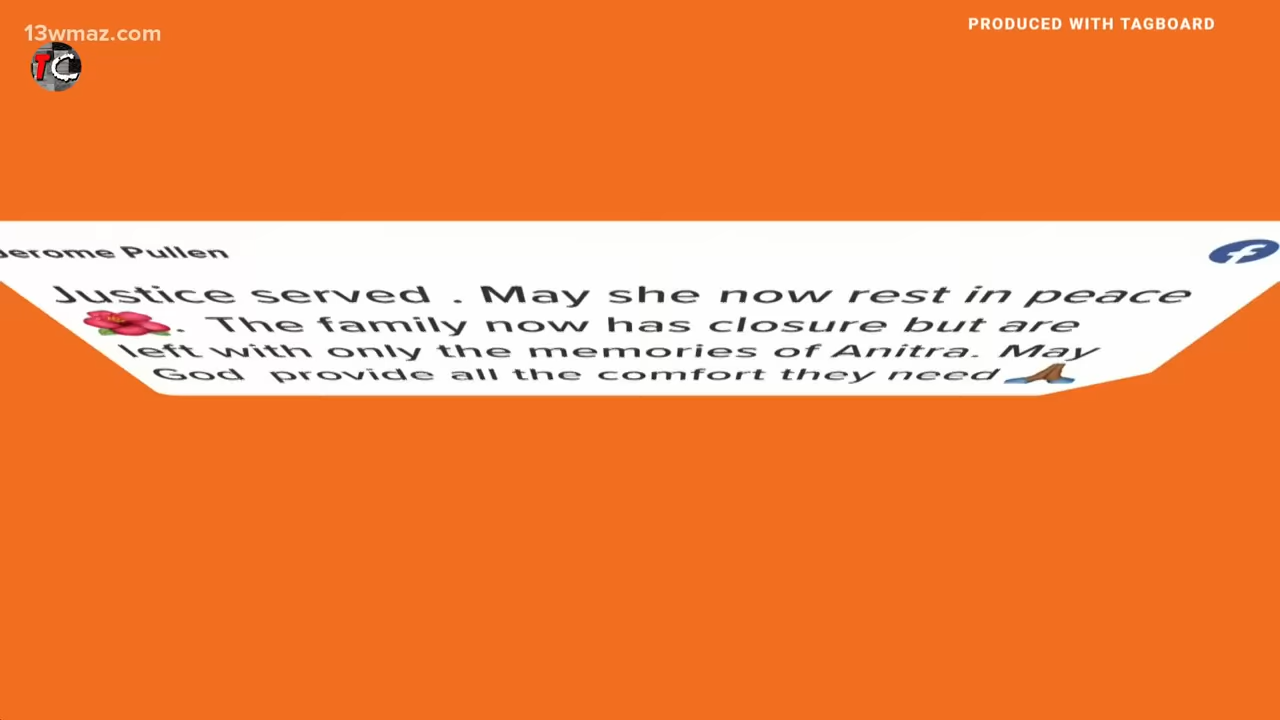 13wmaz.com
PRODUCED WITH TAGBOARD
TC
Jerome Pullen
Justice served . May she now rest in peace
🌺. The family now has closure but are
left with only the memories of Anitra. May
God provide all the comfort they need 🙏🏾